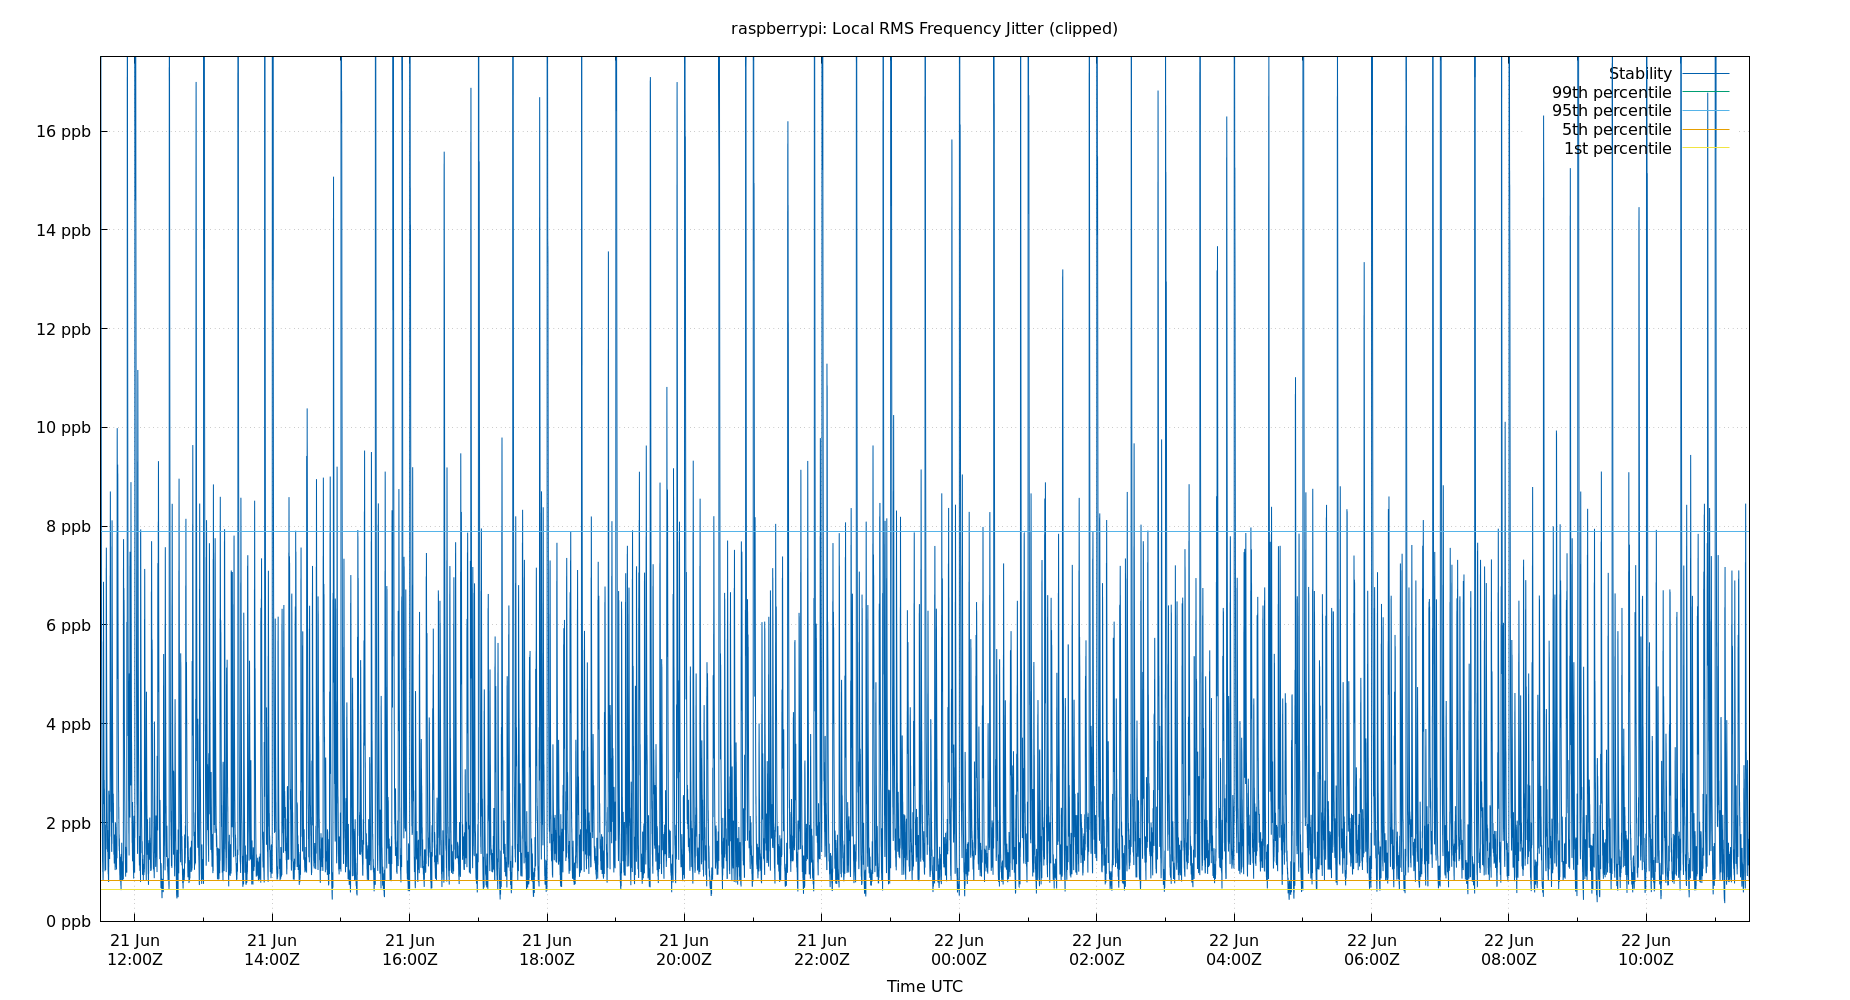 raspberrypi: Local RMS Frequency Jitter (clipped)
Stability
99th percentile
95th percentile
5th percentile
1st percentile
16 ppb
14 ppb
12 ppb
10 ppb
8 ppb
6 ppb
4 ppb
2 ppb
0 ppb
21 Jun 21 Jun 21 Jun 21 Jun 21 Jun 21 Jun 22 Jun 22 Jun 22 Jun 22 Jun 22 Jun 22 Jun
12:00Z 14:00Z 16:00Z 18:00Z 20:00Z 22:00Z 00:00Z 02:00Z 04:00Z 06:00Z 08:00Z 10:00Z
Time UTC